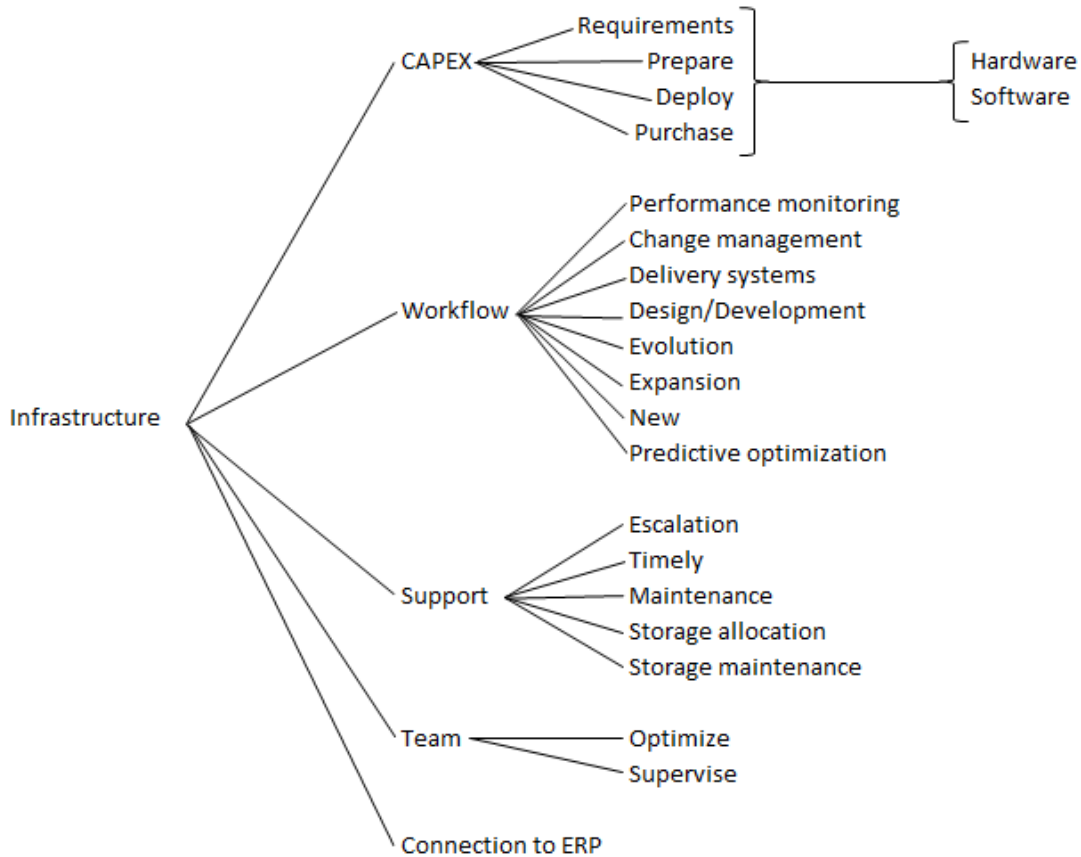 Infrastructure
CAPEX
Requirements
Prepare
Deploy
Purchase
Hardware
Software
Workflow
Performance monitoring
Change management
Delivery systems
Design/Development
Evolution
Expansion
New
Predictive optimization
Support
Escalation
Timely
Maintenance
Storage allocation
Storage maintenance
Team
Optimize
Supervise
Connection to ERP